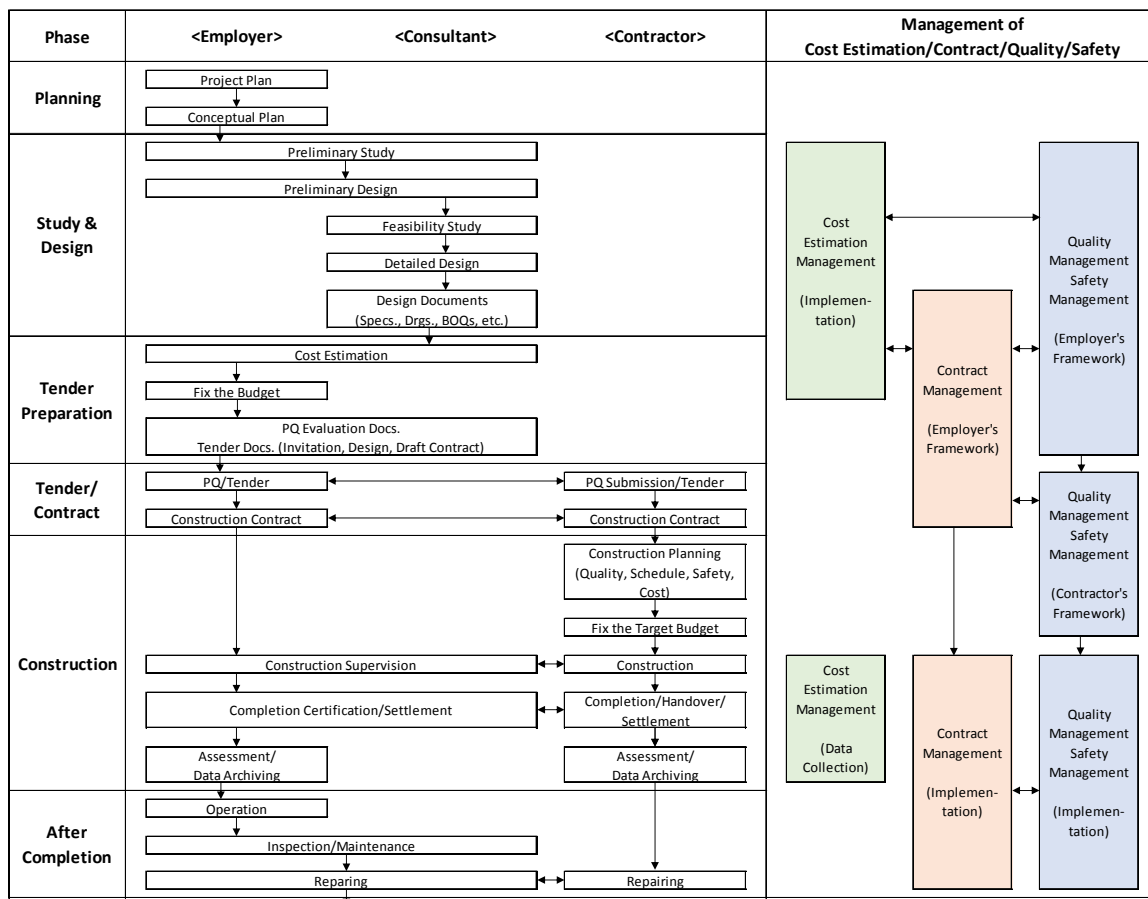 Phase
<Employer>
<Consultant>
<Contractor>
Management of
Cost Estimation/Contract/Quality/Safety
Planning
Project Plan
Conceptual Plan
Study &
Design
Preliminary Study
Preliminary Design
Feasibility Study
Detailed Design
Design Documents
(Specs., Drgs., BOQs, etc.)
Tender
Preparation
Cost Estimation
Fix the Budget
PQ Evaluation Docs.
Tender Docs. (Invitation, Design, Draft Contract)
Tender/
Contract
PQ/Tender
PQ Submission/Tender
Construction Contract
Construction Contract
Construction
Construction Planning
(Quality, Schedule, Safety,
Cost)
Fix the Target Budget
Construction Supervision
Construction
Completion Certification/Settlement
Completion/Handover/
Settlement
Assessment/
Data Archiving
Assessment/
Data Archiving
After
Completion
Operation
Inspection/Maintenance
Repairing
Repairing
Cost
Estimation
Management
(Implemen-
tation)
Contract
Management
(Employer's
Framework)
Quality
Management
Safety
Management
(Employer's
Framework)
Quality
Management
Safety
Management
(Contractor's
Framework)
Cost
Estimation
Management
(Data
Collection)
Contract
Management
(Implemen-
tation)
Quality
Management
Safety
Management
(Implemen-
tation)